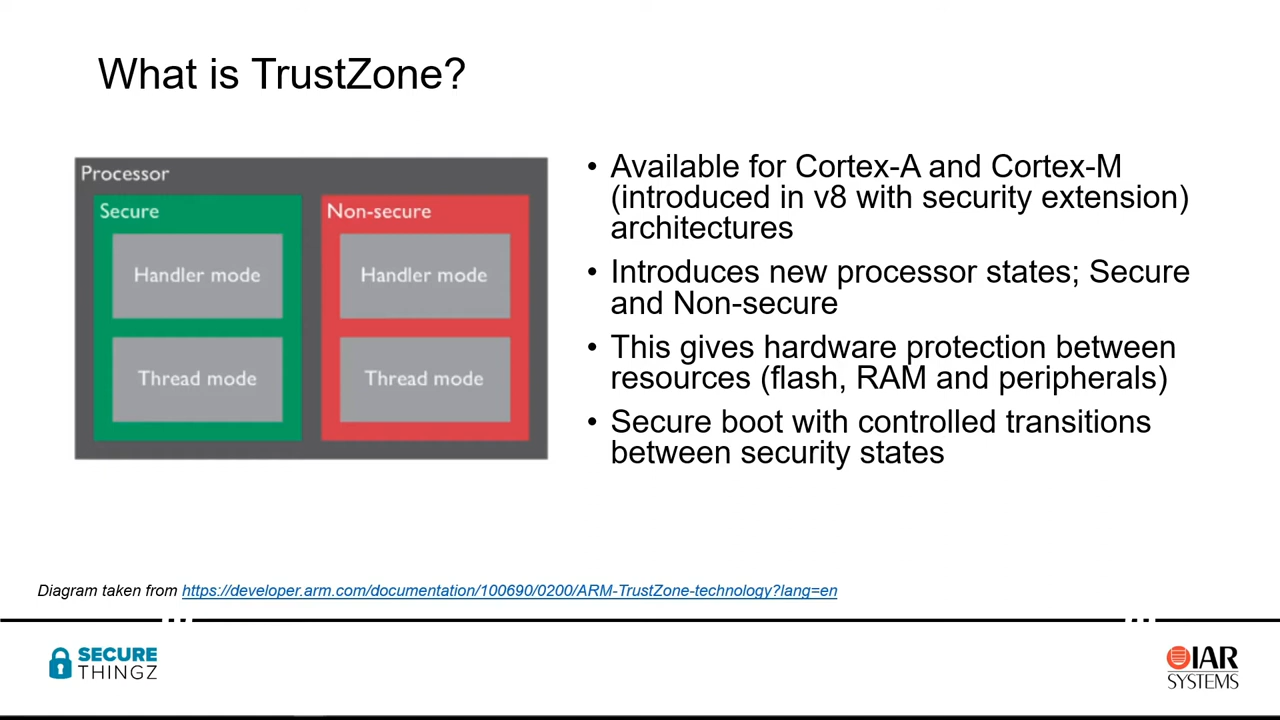 What is TrustZone?
Processor
Secure
Handler mode
Thread mode
Non-secure
Handler mode
Thread mode
• Available for Cortex-A and Cortex-M
(introduced in v8 with security extension)
architectures
• Introduces new processor states; Secure
and Non-secure
• This gives hardware protection between
resources (flash, RAM and peripherals)
• Secure boot with controlled transitions
between security states
Diagram taken from https://developer.arm.com/documentation/100690/0200/ARM-TrustZone-technology?lang=en
SECURE
THINGZ
IAR
SYSTEMS